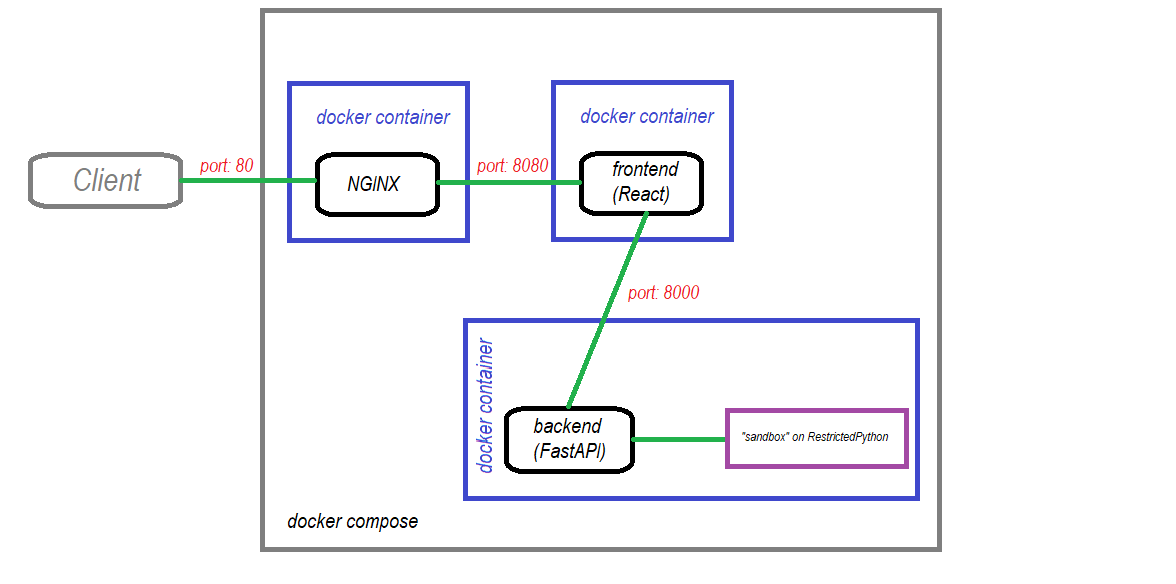 docker container
docker container
port: 80
port: 8080
Client
NGINX
frontend
(React)
port: 8000
docker container
backend
(FastAPI)
"sandbox" on RestrictedPython
docker compose